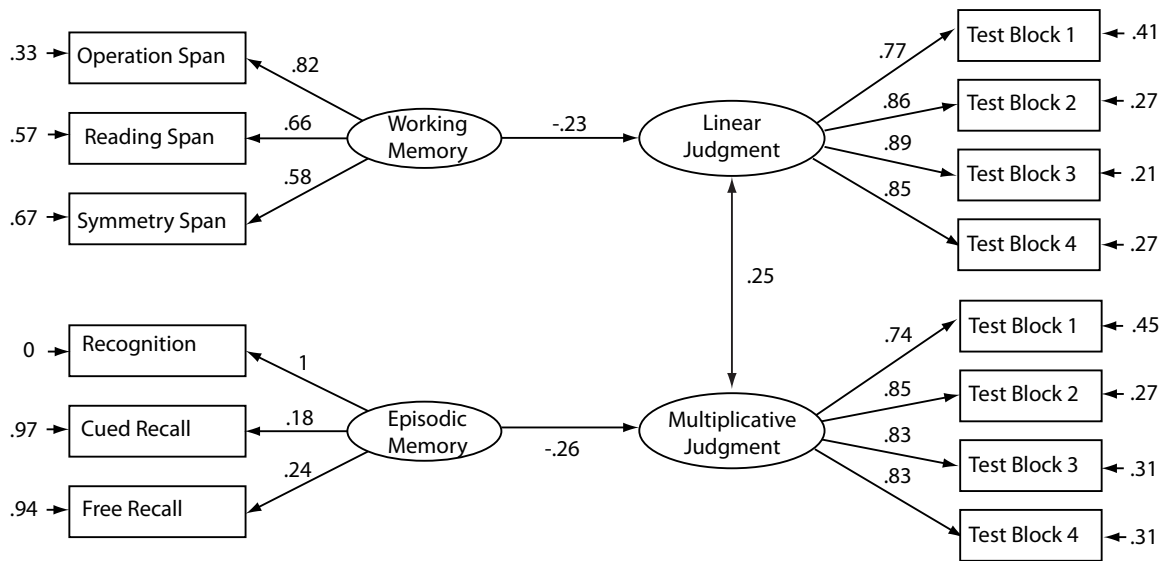 .33
Operation Span
.82
.57
Reading Span
.66
.67
Symmetry Span
.58
Working
Memory
-.23
Linear
Judgment
.77
Test Block 1
.41
.86
Test Block 2
.27
.89
Test Block 3
.21
.85
Test Block 4
.27
.25
0
Recognition
1
.97
Cued Recall
.18
.94
Free Recall
.24
Episodic
Memory
-.26
Multiplicative
Judgment
.74
Test Block 1
.45
.85
Test Block 2
.27
.83
Test Block 3
.31
.83
Test Block 4
.31